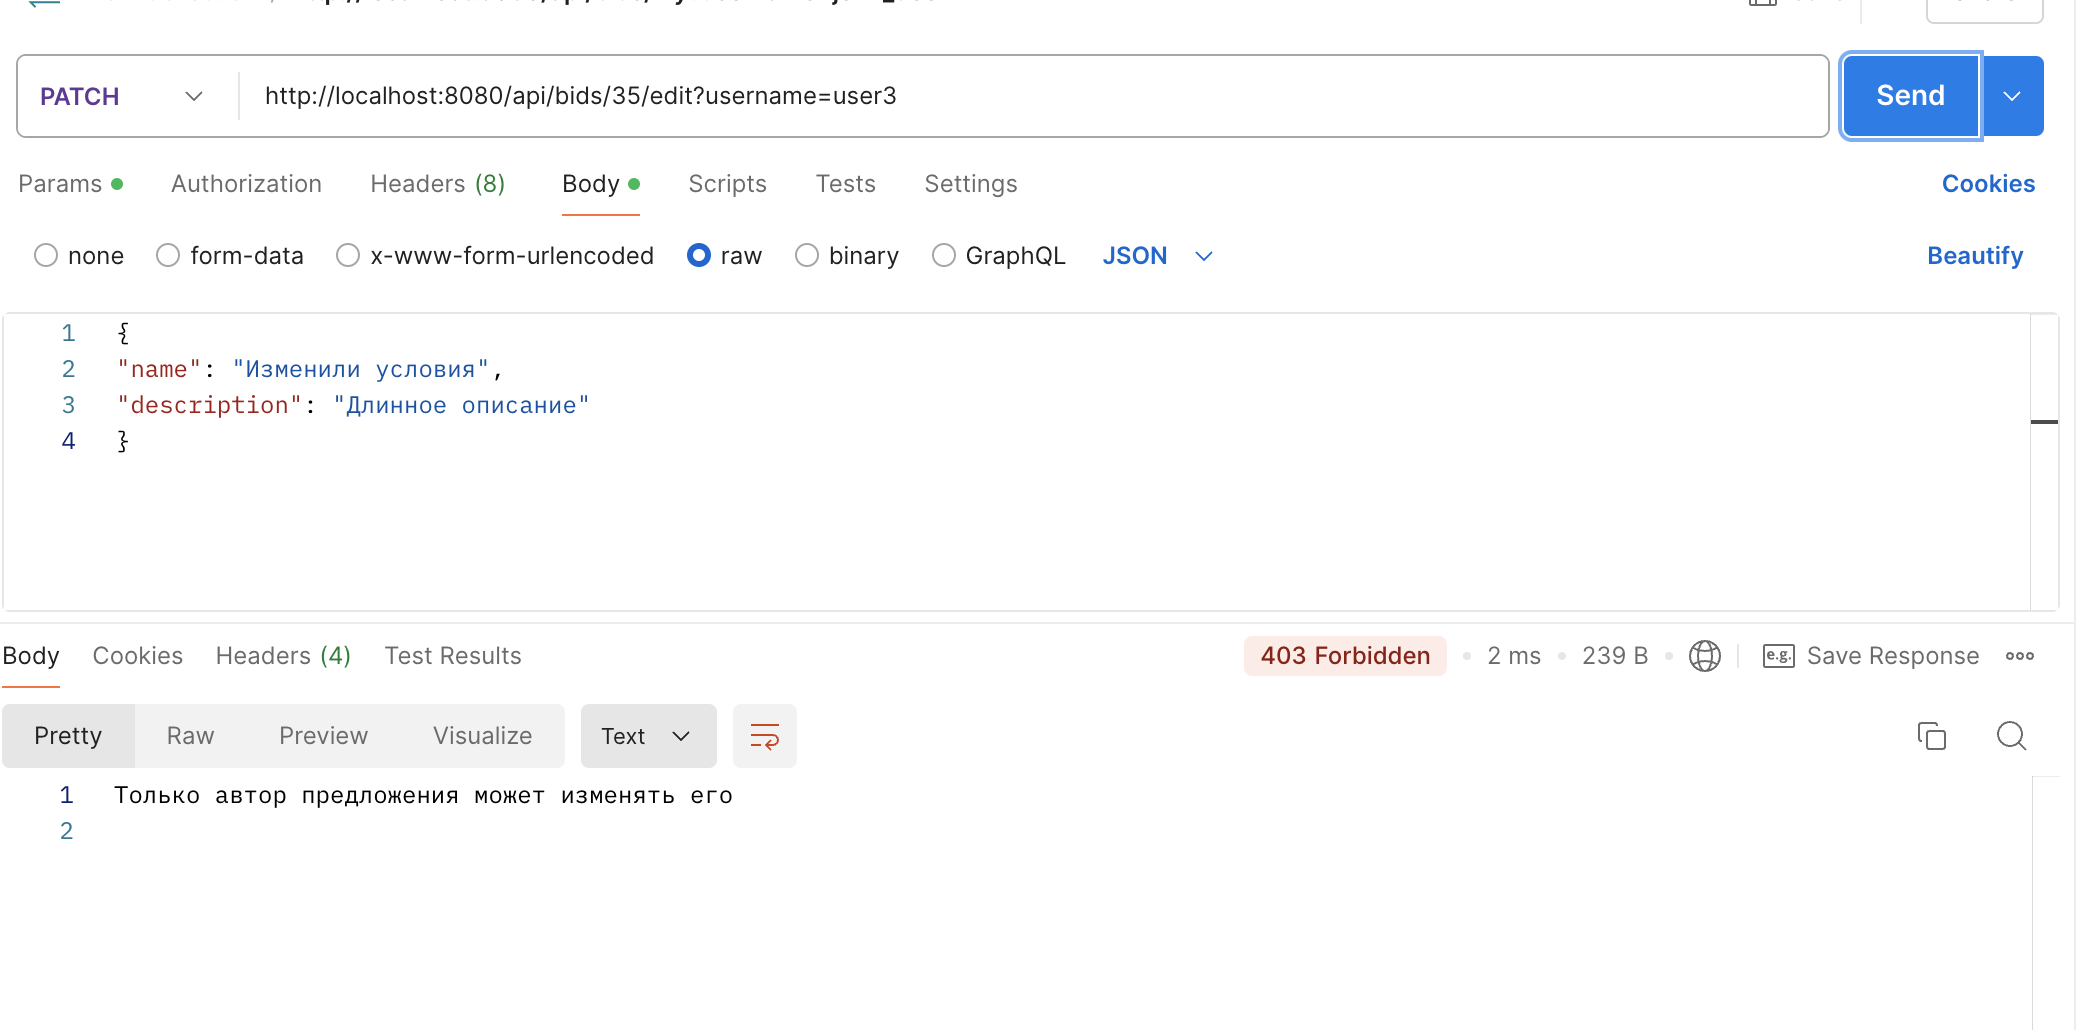 PATCH http://localhost:8080/api/bids/35/edit?username=user3 Send
Params Authorization Headers (8) Body Scripts Tests Settings Cookies
none form-data x-www-form-urlencoded raw binary GraphQL JSON Beautify
1 {
2 "name": "Изменили условия",
3 "description": "Длинное описание"
4 }
Body Cookies Headers (4) Test Results 403 Forbidden 2 ms 239 B e.g. Save Response
Pretty Raw Preview Visualize Text
1 Только автор предложения может изменять его
2